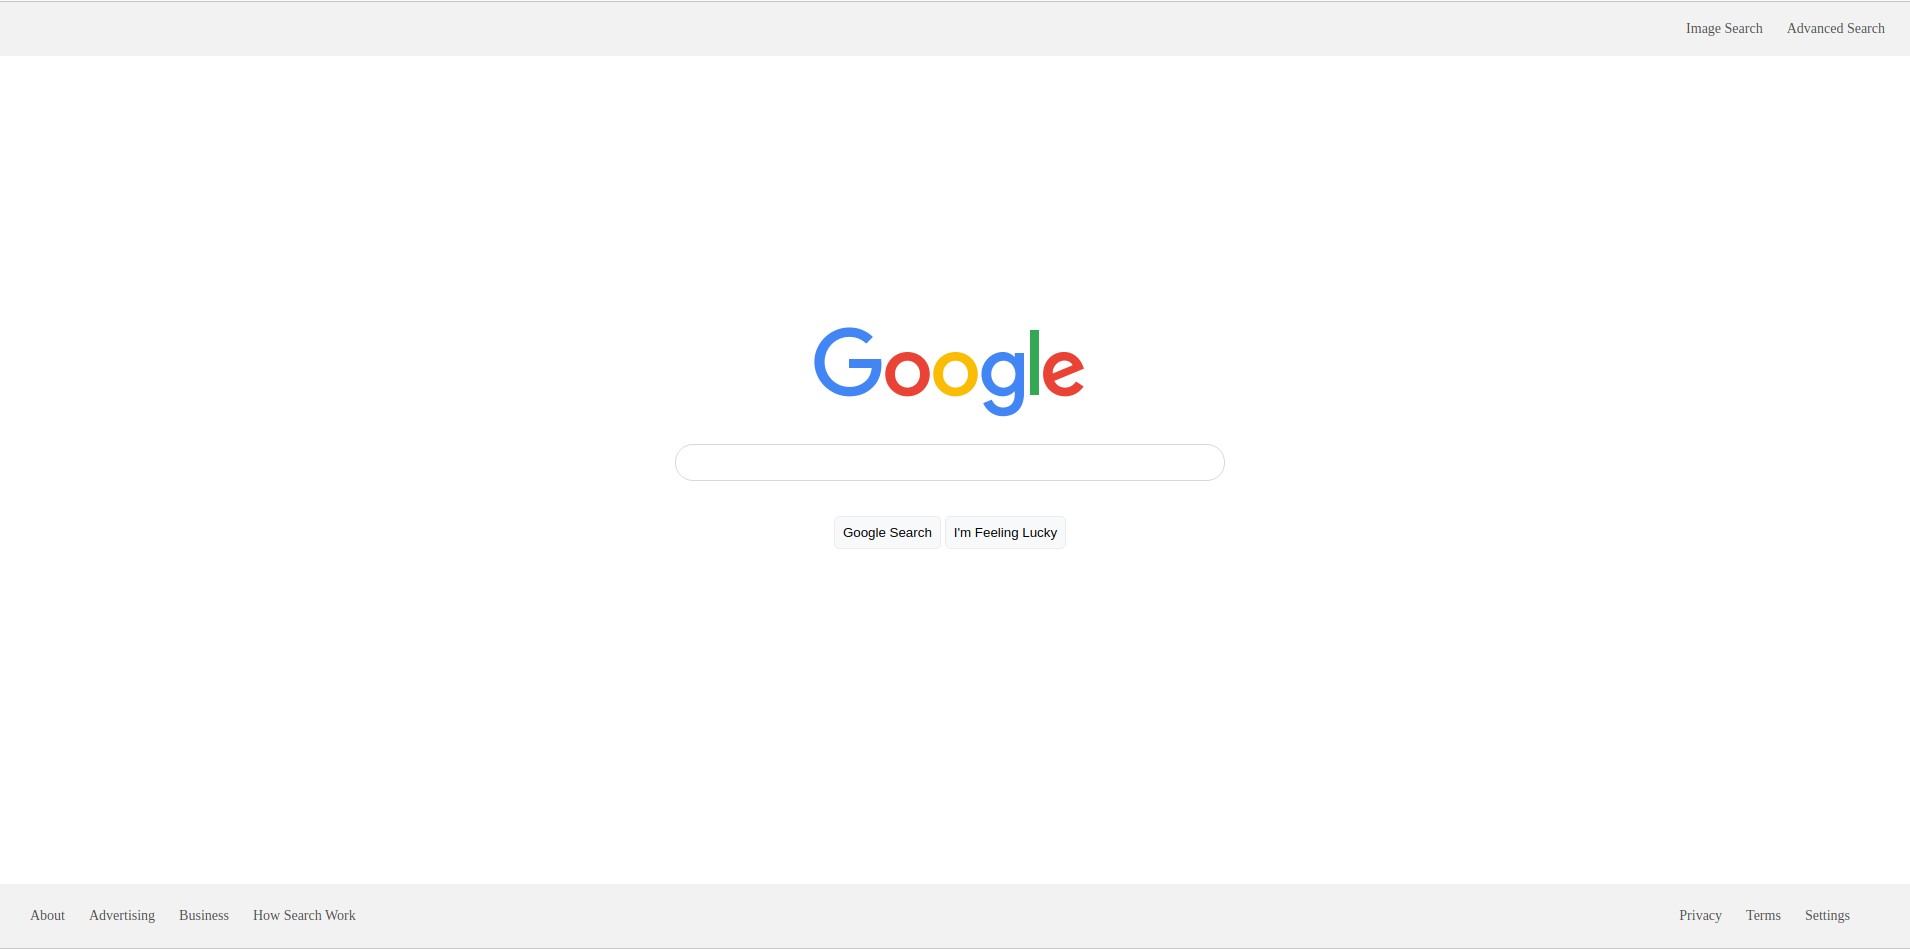 Image Search Advanced Search
Google
Google Search I'm Feeling Lucky
About Advertising Business How Search Work Privacy Terms Settings